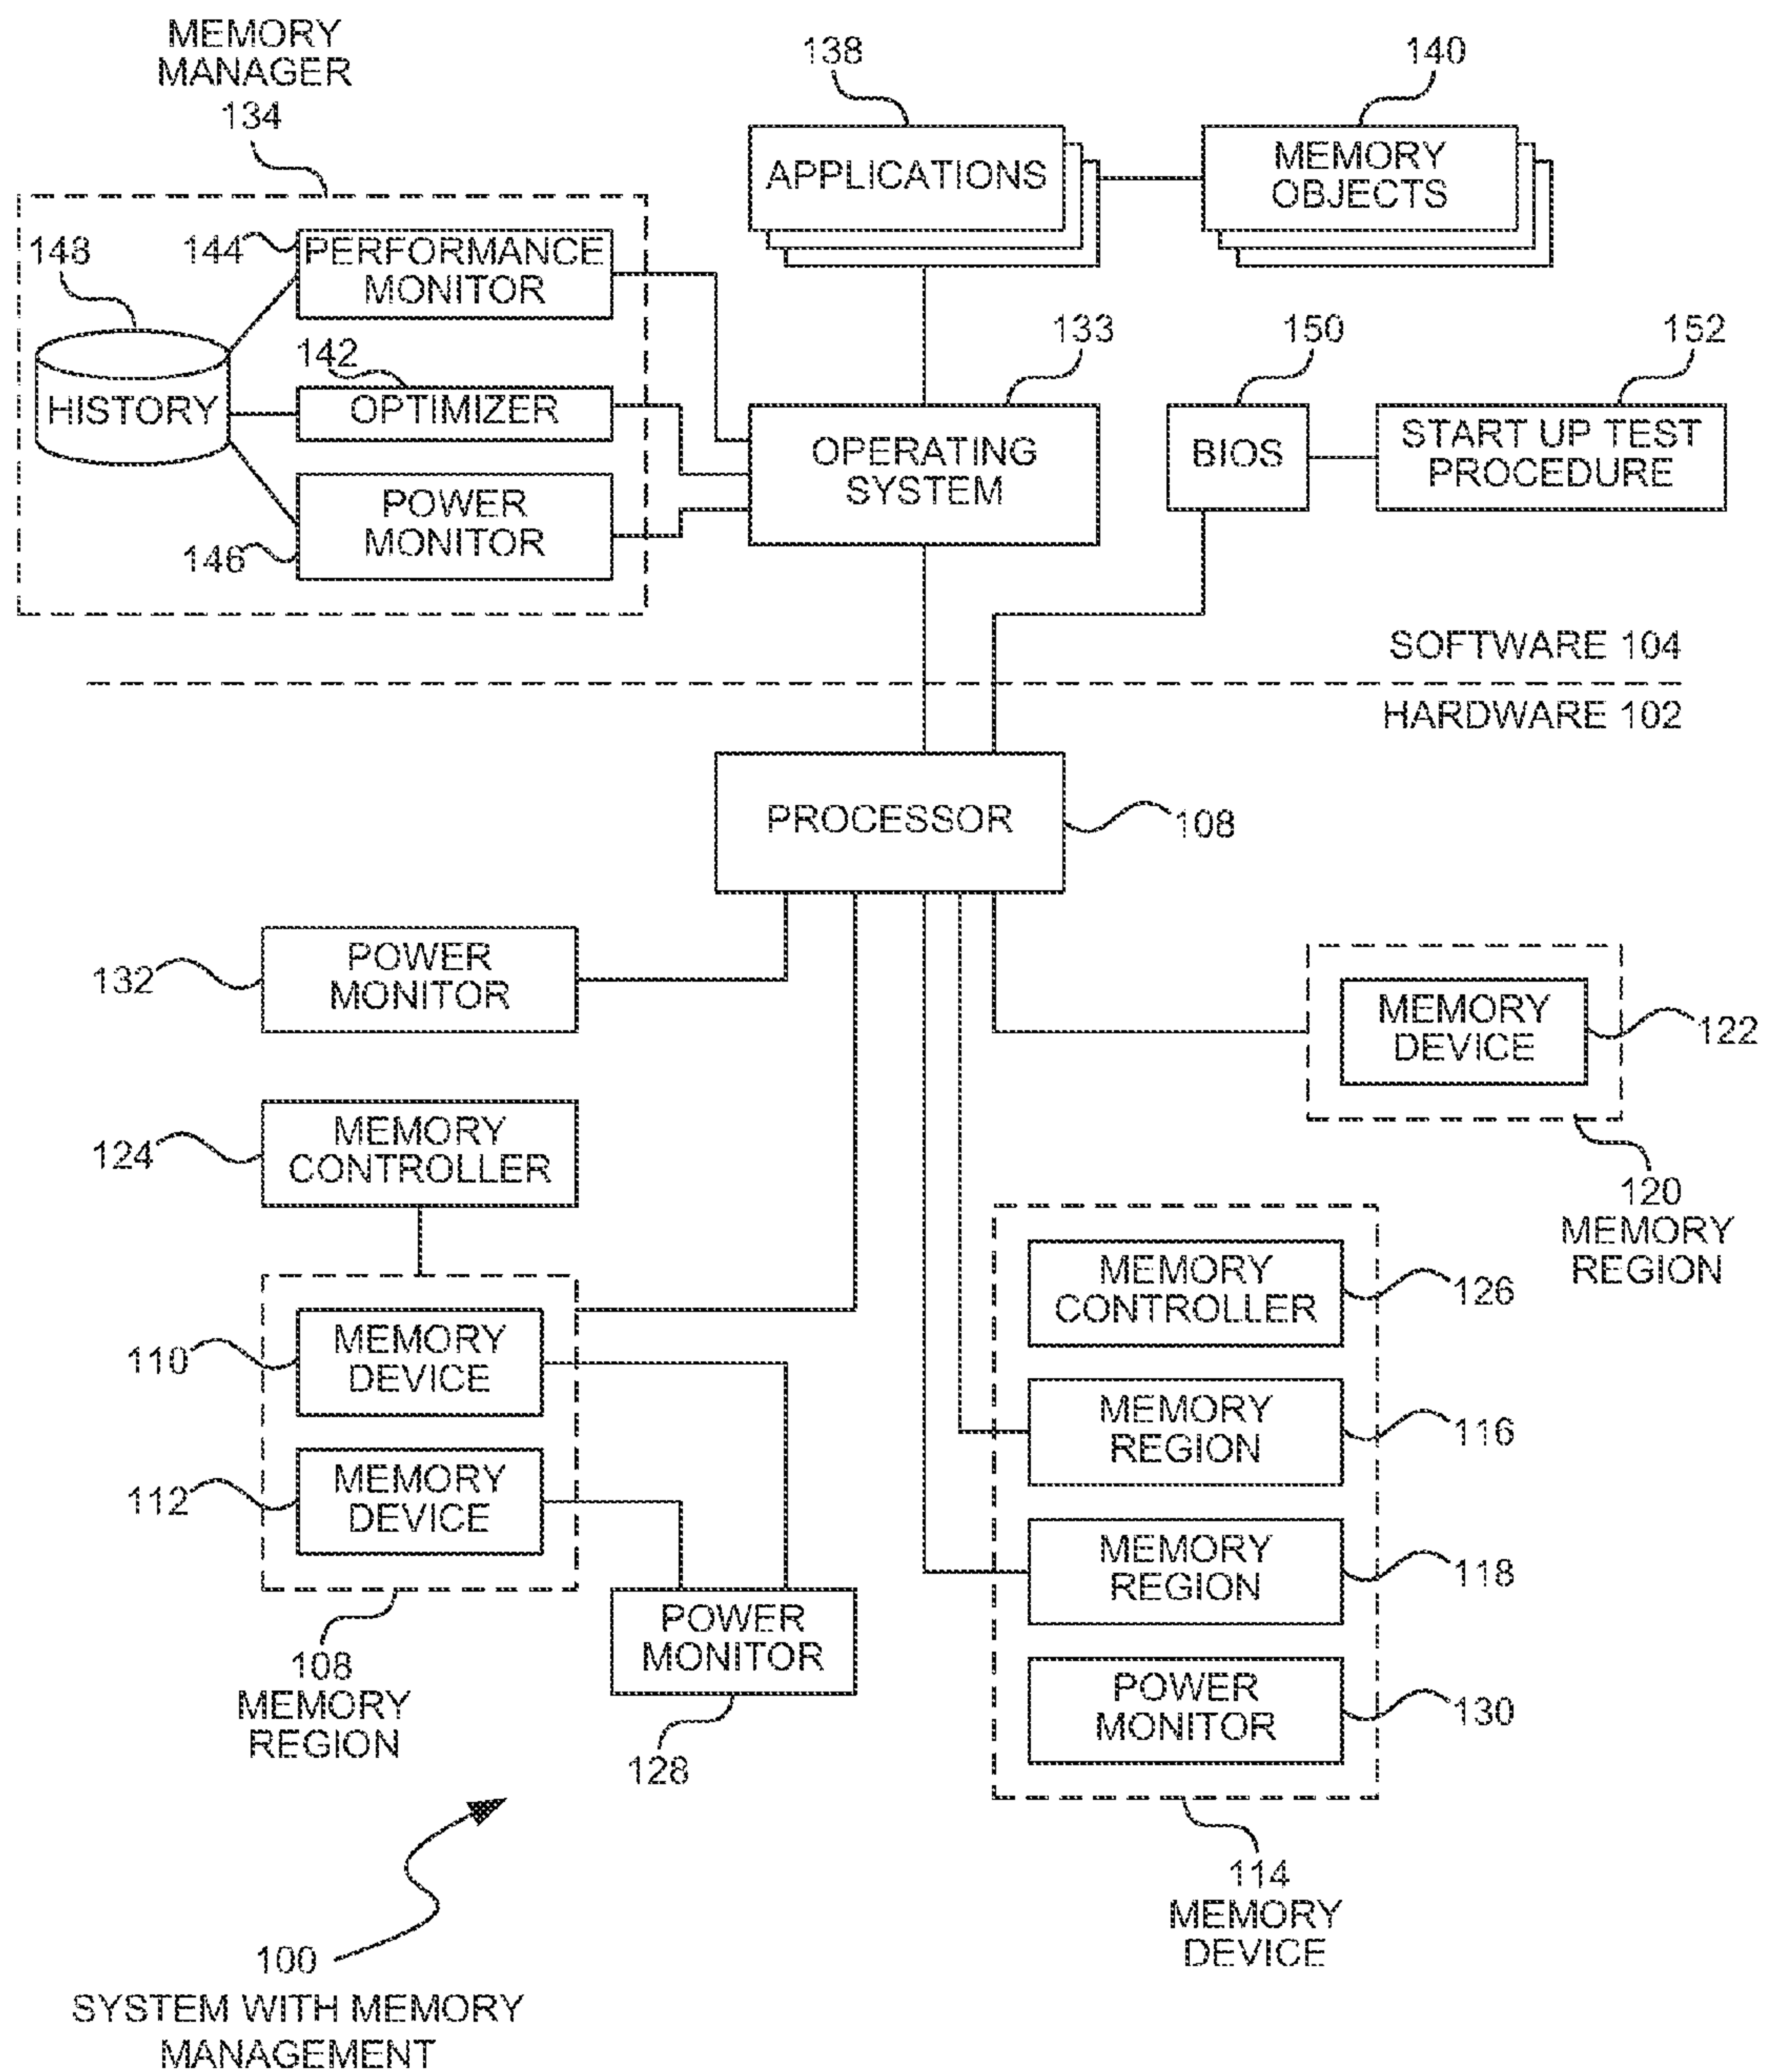 MEMORY
MANAGER
134
138
140
APPLICATIONS
MEMORY
OBJECTS
148
144
PERFORMANCE
MONITOR
142
HISTORY
OPTIMIZER
146
POWER
MONITOR
133
OPERATING
SYSTEM
150
BIOS
152
START UP TEST
PROCEDURE
SOFTWARE 104
HARDWARE 102
PROCESSOR
108
132
POWER
MONITOR
MEMORY
DEVICE
122
120
MEMORY
REGION
124
MEMORY
CONTROLLER
110
MEMORY
DEVICE
112
MEMORY
DEVICE
108
MEMORY
REGION
POWER
MONITOR
128
MEMORY
CONTROLLER
126
MEMORY
REGION
116
MEMORY
REGION
118
POWER
MONITOR
130
114
MEMORY
DEVICE
100
SYSTEM WITH MEMORY
MANAGEMENT